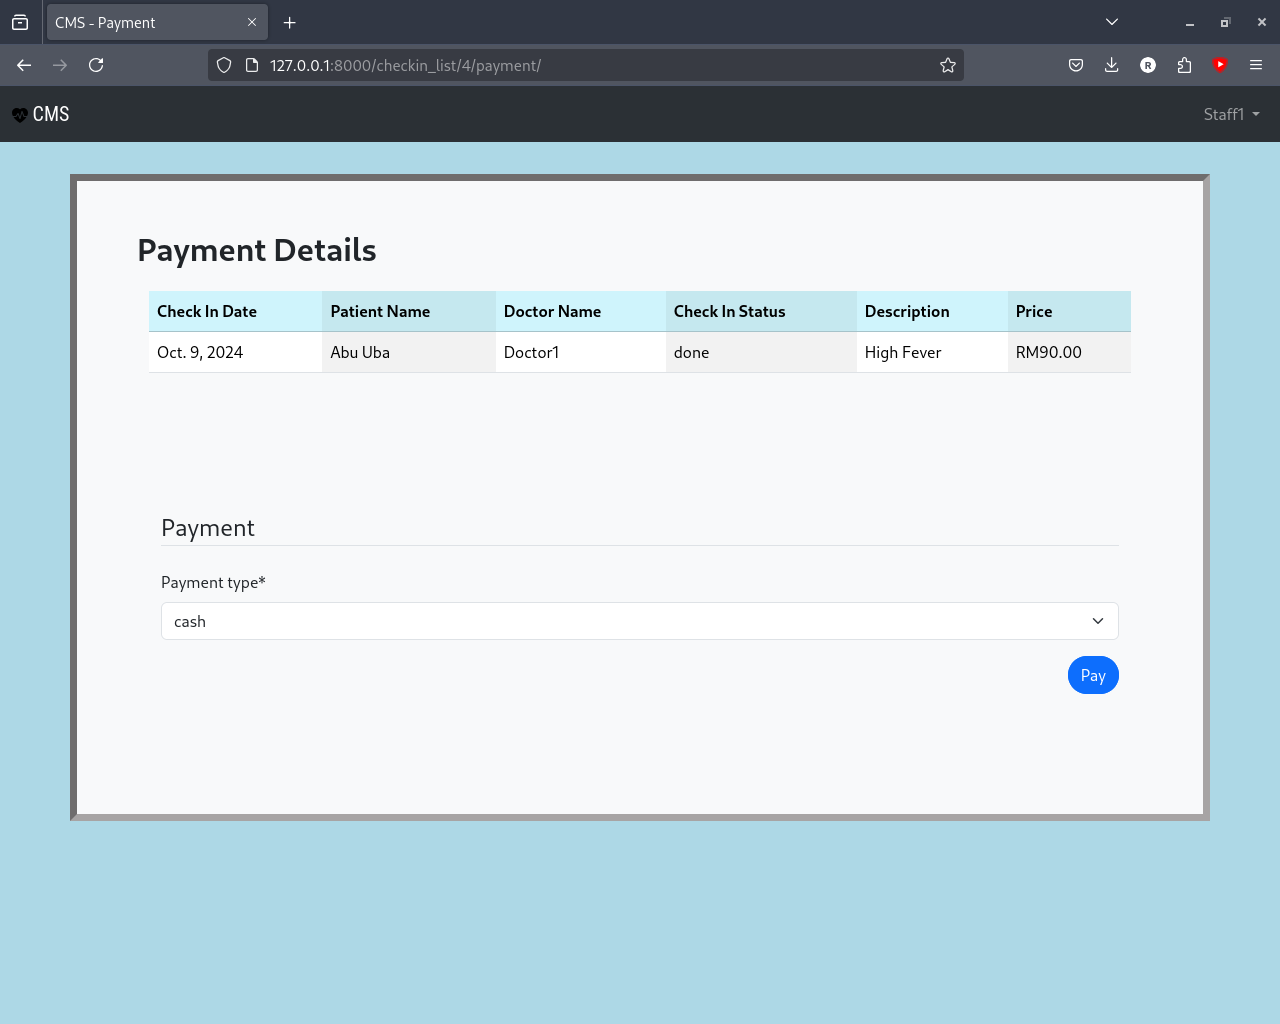 CMS - Payment
127.0.0.1:8000/checkin_list/4/payment/
R
CMS
Staff1
Payment Details
Check In Date Patient Name Doctor Name Check In Status Description Price
Oct. 9, 2024 Abu Uba Doctor1 done High Fever RM90.00
Payment
Payment type*
cash
Pay